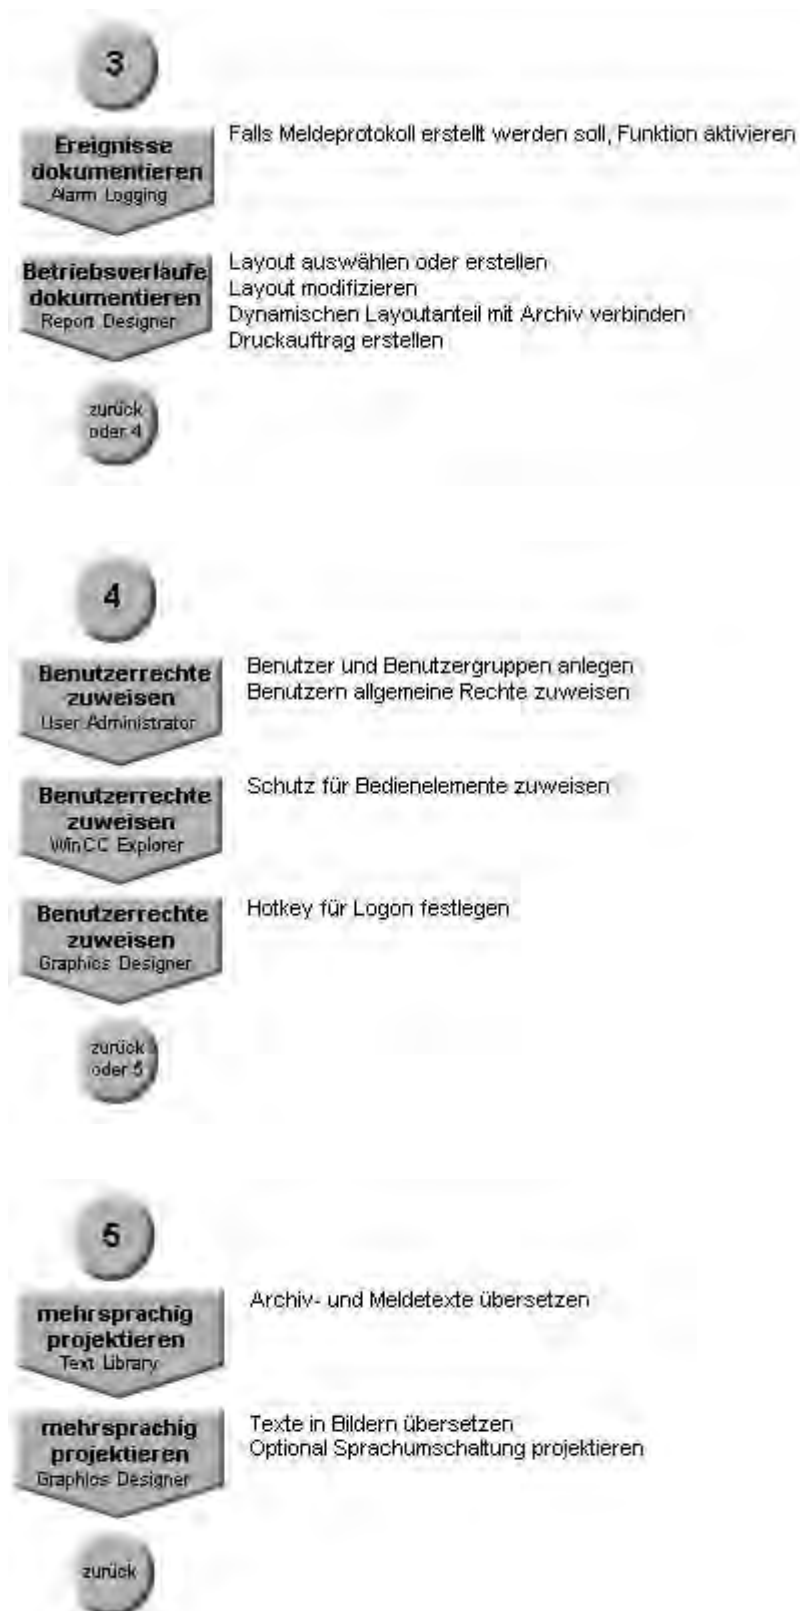 3
Ereignisse
dokumentieren
Alarm Logging
Falls Meldeprotokoll erstellt werden soll, Funktion aktivieren
Betriebsverläufe
dokumentieren
Report Designer
Layout auswählen oder erstellen
Layout modifizieren
Dynamischen Layoutanteil mit Archiv verbinden
Druckauftrag erstellen
zurück
oder 4
4
Benutzerrechte
zuweisen
User Administrator
Benutzer und Benutzergruppen anlegen
Benutzern allgemeine Rechte zuweisen
Benutzerrechte
zuweisen
WinCC Explorer
Schutz für Bedienelemente zuweisen
Benutzerrechte
zuweisen
Graphics Designer
Hotkey für Logon festlegen
zurück
oder 5
5
mehrsprachig
projektieren
Text Library
Archiv- und Meldetexte übersetzen
mehrsprachig
projektieren
Graphics Designer
Texte in Bildern übersetzen
Optional Sprachumschaltung projektieren
zurück